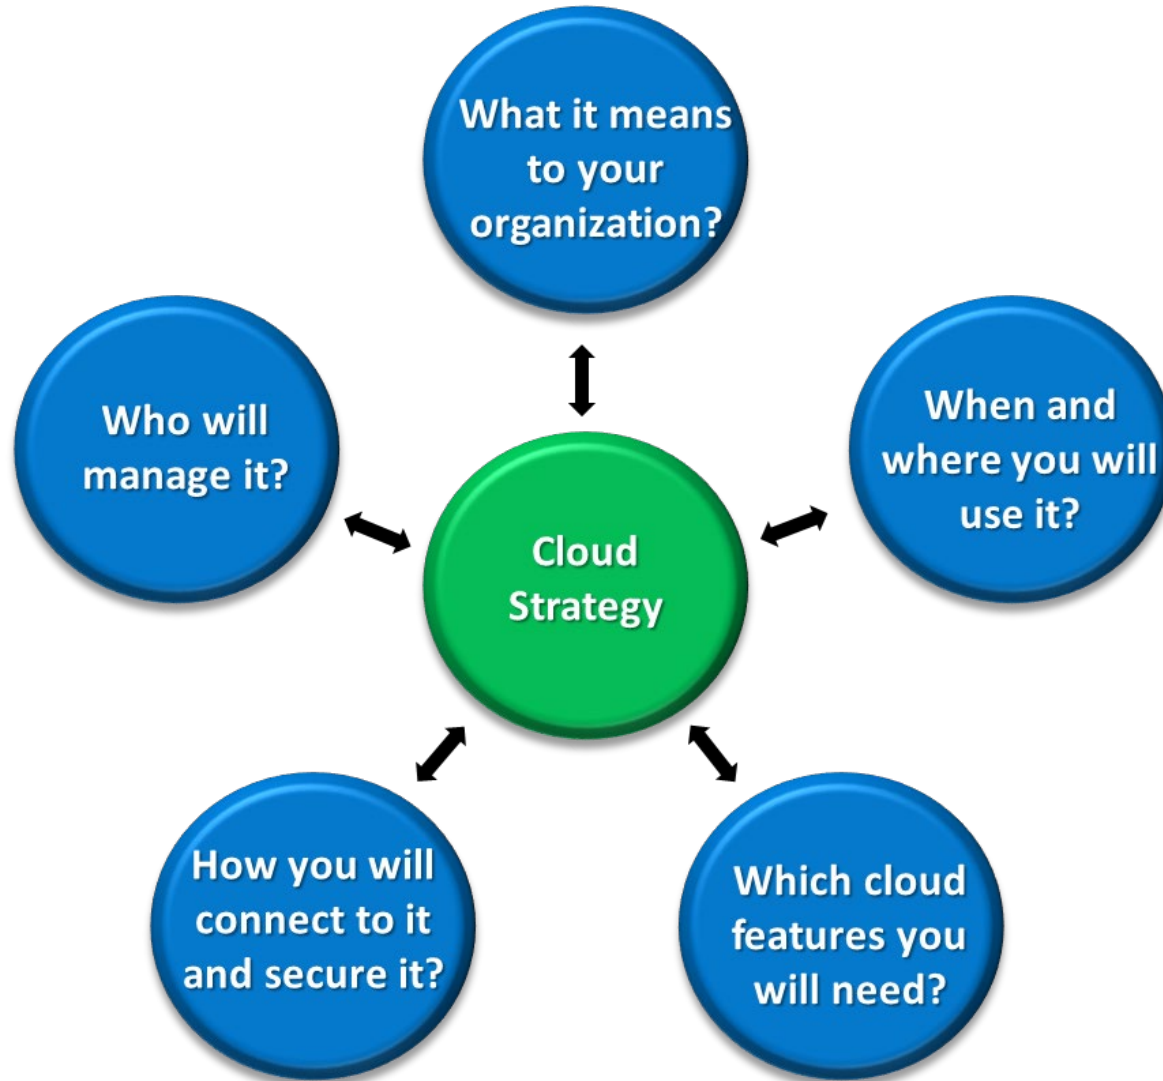 What it means
to your
organization?
Who will
manage it?
When and
where you will
use it?
Cloud
Strategy
How you will
connect to it
and secure it?
Which cloud
features you
will need?